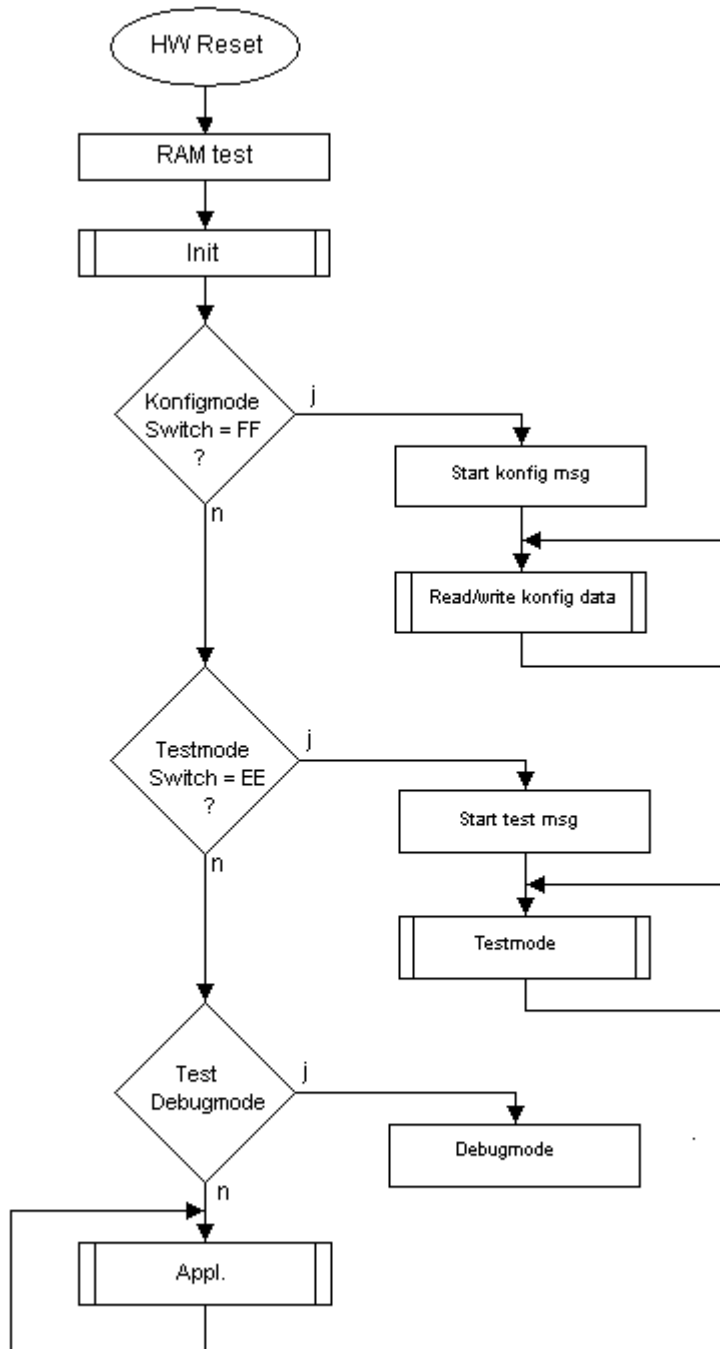 HW Reset
RAM test
Init
Konfigmode
Switch = FF
?
j
n
Start konfig msg
Read/write konfig data
Testmode
Switch = EE
?
j
n
Start test msg
Testmode
Test
Debugmode
j
n
Debugmode
Appl.